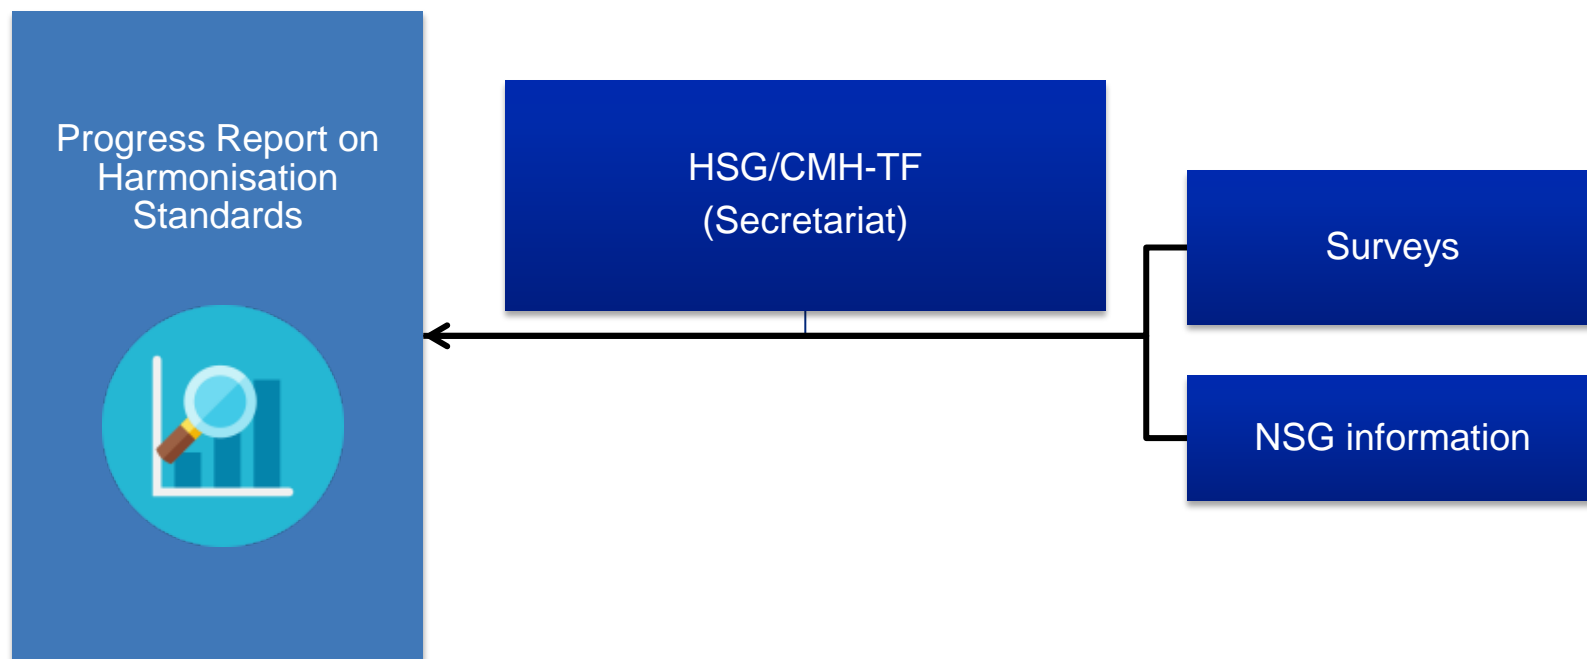 Progress Report on
Harmonisation
Standards
HSG/CMH-TF
(Secretariat)
Surveys
NSG information